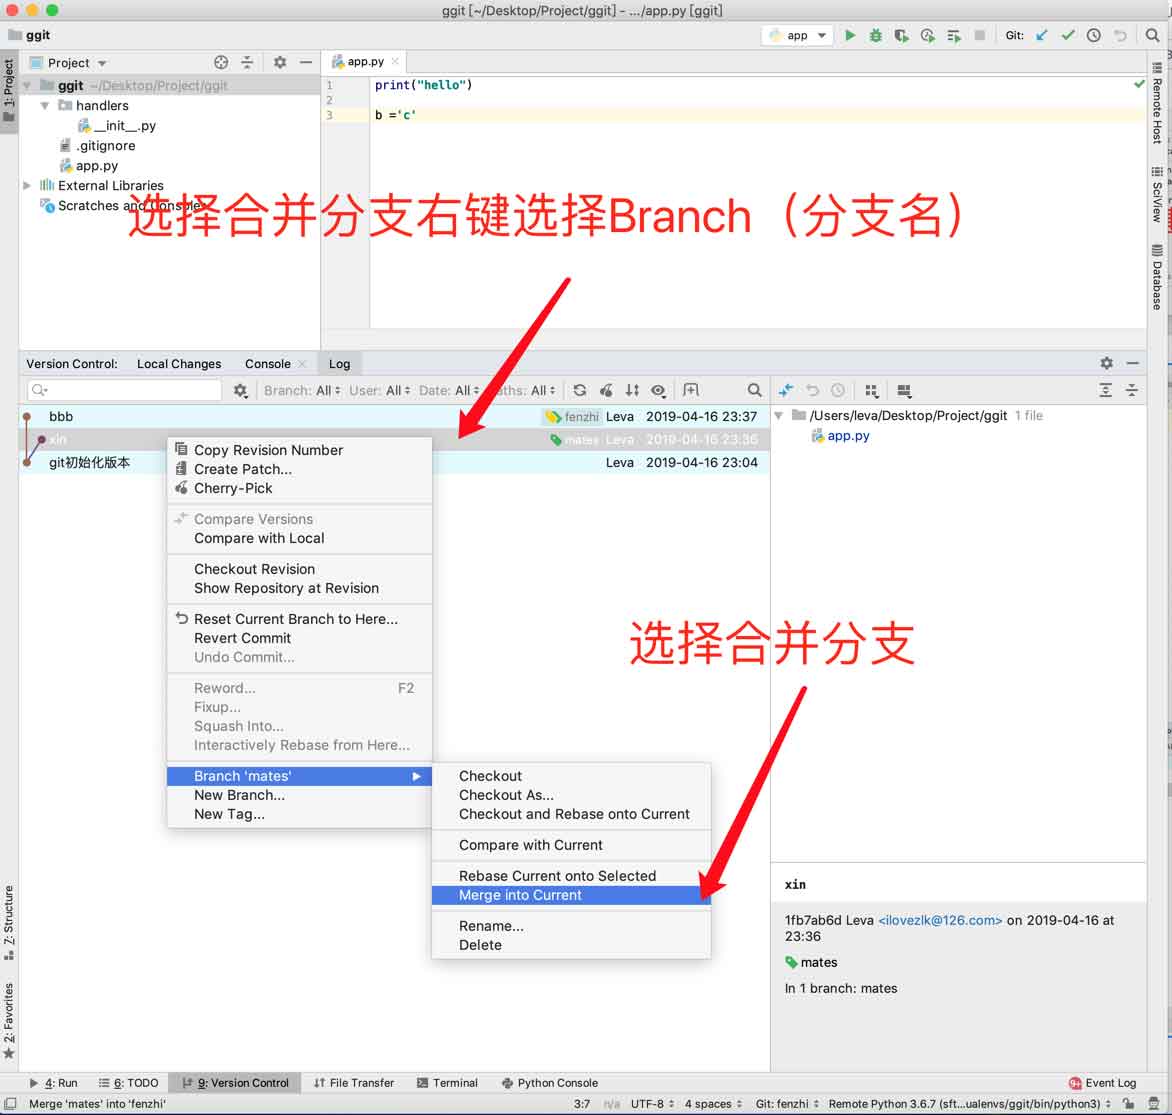 ggit [~/Desktop/Project/ggit] - .../app.py [ggit]
ggit
app
Git:
1: Project
Project
app.py
ggit ~/Desktop/Project/ggit
handlers
__init__.py
.gitignore
app.py
External Libraries
Scratches and Consoles
1 print("hello")
2
3 b ='c'
Remote Host
SciView
Database
选择合并分支右键选择Branch（分支名）
Version Control: Local Changes Console Log
Branch: All User: All Date: All Paths: All
bbb fenzhi Leva 2019-04-16 23:37
xin mates Leva 2019-04-16 23:36
git初始化版本 Leva 2019-04-16 23:04
/Users/leva/Desktop/Project/ggit 1 file
app.py
Copy Revision Number
Create Patch...
Cherry-Pick
Compare Versions
Compare with Local
Checkout Revision
Show Repository at Revision
Reset Current Branch to Here...
Revert Commit
Undo Commit...
Reword... F2
Fixup...
Squash Into...
Interactively Rebase from Here...
Branch 'mates'
New Branch...
New Tag...
选择合并分支
Checkout
Checkout As...
Checkout and Rebase onto Current
Compare with Current
Rebase Current onto Selected
Merge into Current
Rename...
Delete
xin
1fb7ab6d Leva <ilovezlk@126.com> on 2019-04-16 at
23:36
mates
In 1 branch: mates
7: Structure
2: Favorites
4: Run 6: TODO 9: Version Control File Transfer Terminal Python Console 9+ Event Log
Merge 'mates' into 'fenzhi' 3:7 n/a UTF-8 4 spaces Git: fenzhi Remote Python 3.6.7 (sft...ualenvs/ggit/bin/python3)